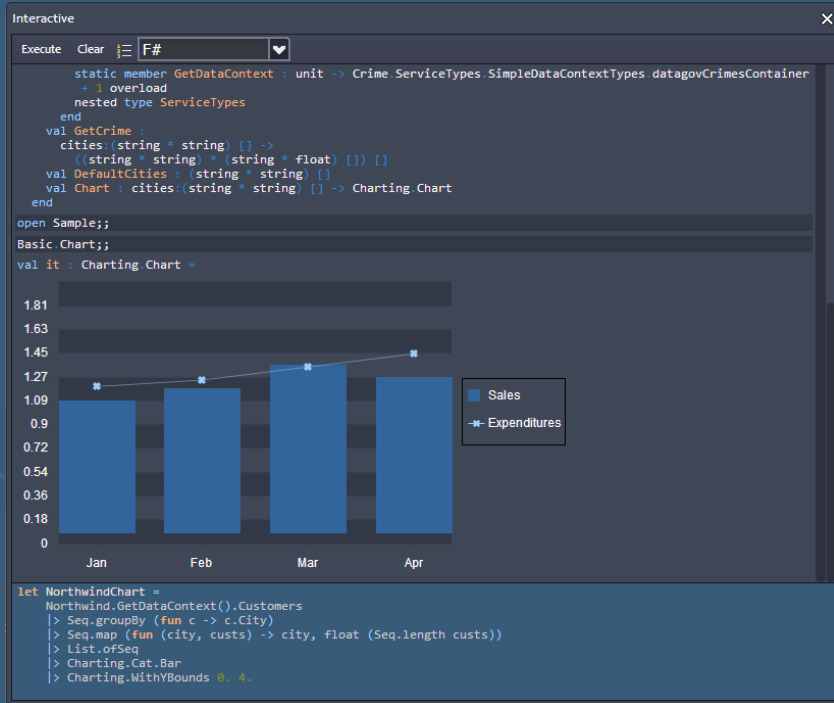 Interactive
Execute Clear F#
static member GetDataContext : unit -> Crime.ServiceTypes.SimpleDataContextTypes.datagovCrimesContainer
+ 1 overload
nested type ServiceTypes
end
val GetCrime :
cities:(string * string) [] ->
((string * string) * (string * float) []) []
val DefaultCities : (string * string) []
val Chart : cities:(string * string) [] -> Charting.Chart
end
open Sample;;
Basic.Chart;;
val it : Charting.Chart =
1.81
1.63
1.45
1.27
1.09
0.9
0.72
0.54
0.36
0.18
0
Jan Feb Mar Apr
Sales
Expenditures
let NorthwindChart =
Northwind.GetDataContext().Customers
|> Seq.groupBy (fun c -> c.City)
|> Seq.map (fun (city, custs) -> city, float (Seq.length custs))
|> List.ofSeq
|> Charting.Cat.Bar
|> Charting.WithYBounds 0. 4.